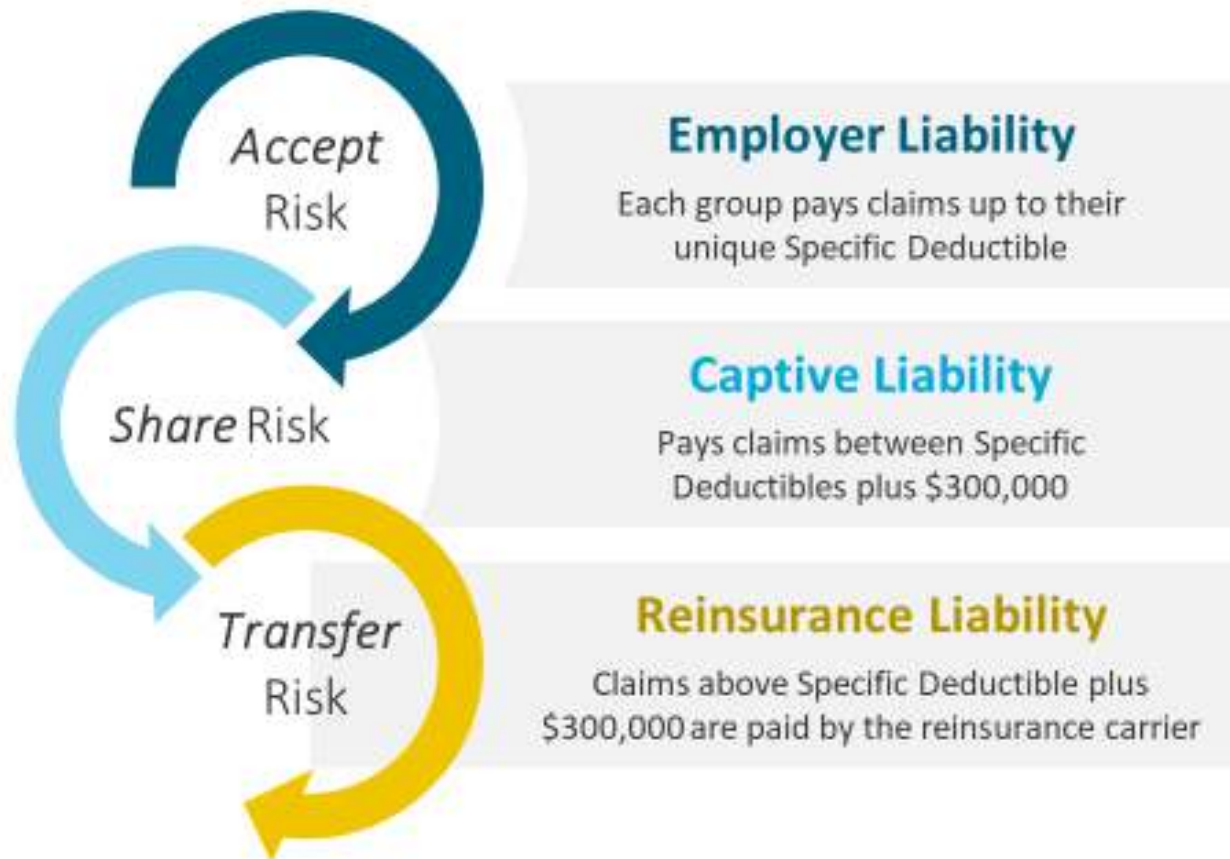 Accept
Risk
Employer Liability
Each group pays claims up to their
unique Specific Deductible
Share Risk
Captive Liability
Pays claims between Specific
Deductibles plus $300,000
Transfer
Risk
Reinsurance Liability
Claims above Specific Deductible plus
$300,000 are paid by the reinsurance carrier